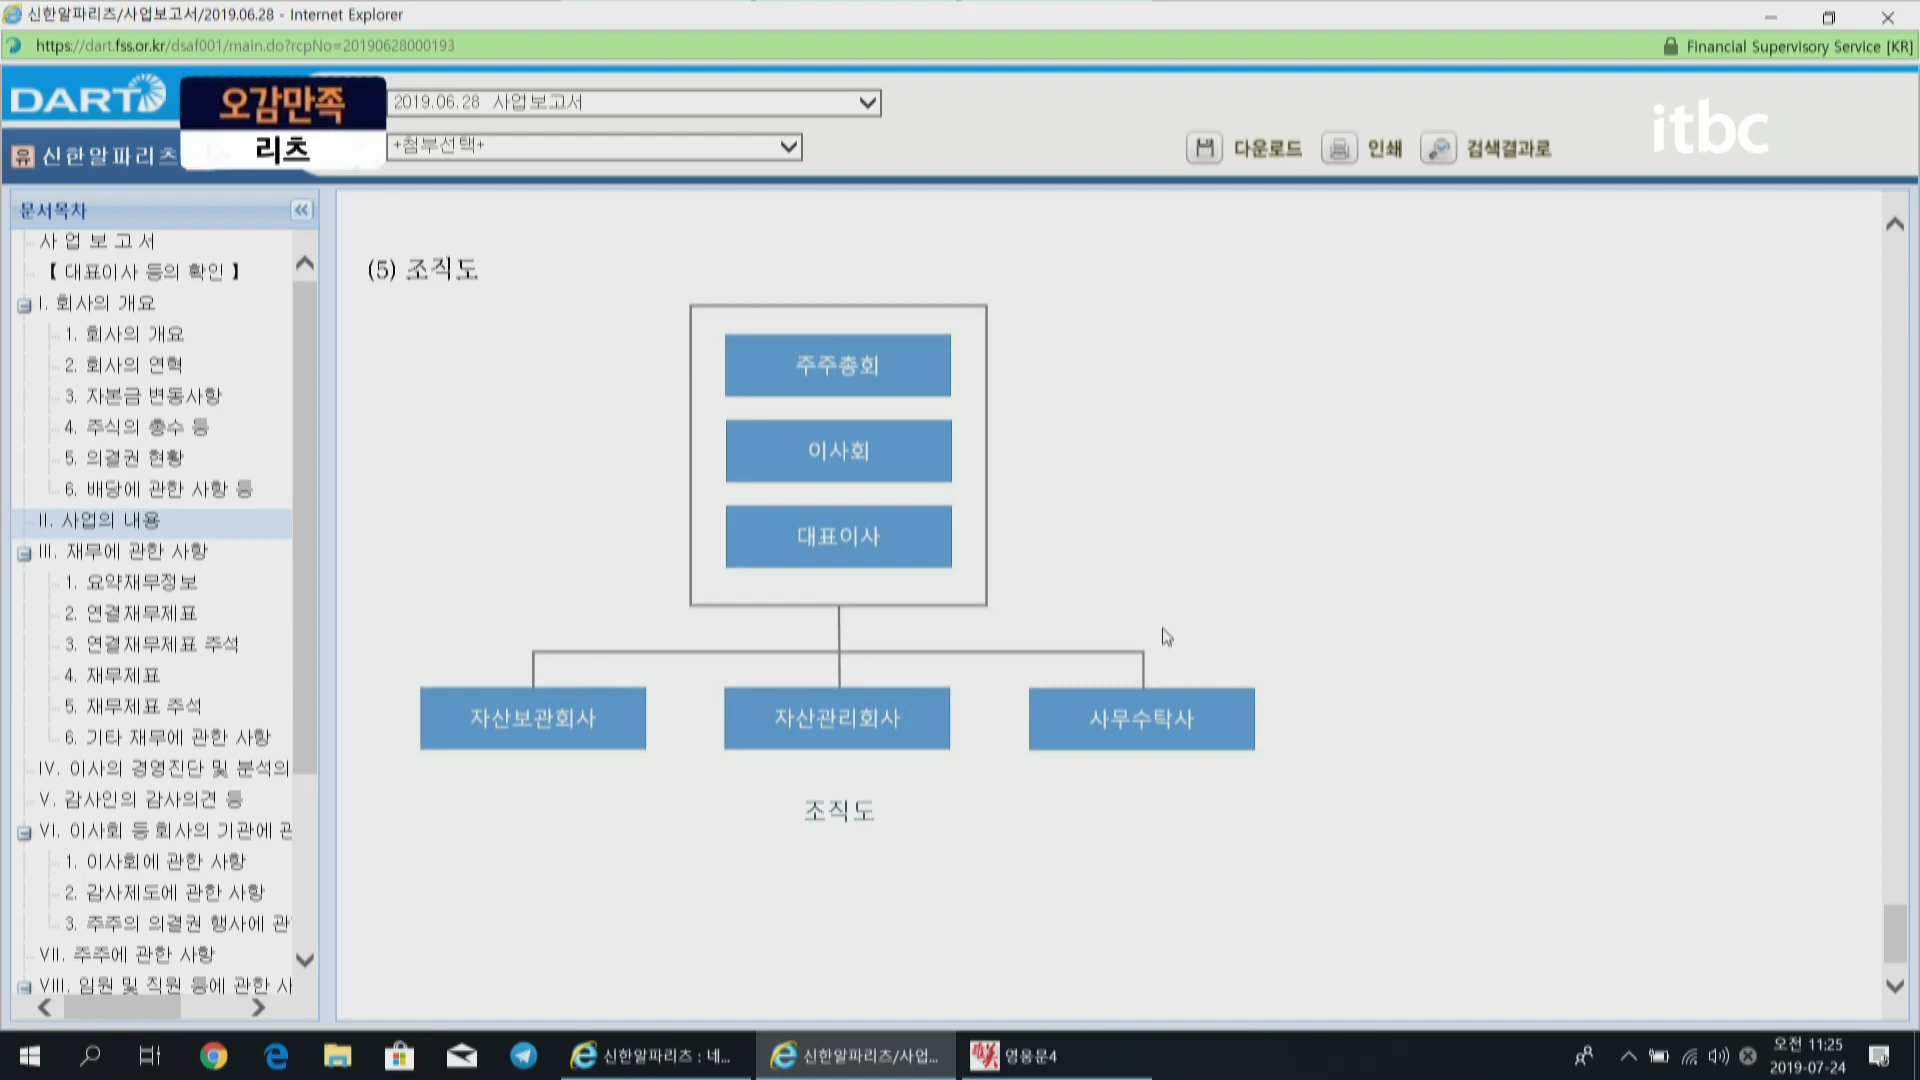 신한알파리츠/사업보고서/2019.06.28 - Internet Explorer
https://dart.fss.or.kr/dsaf001/main.do?rcpNo=20190628000193
Financial Supervisory Service [KR]
DART
오감만족
리츠
2019.06.28 사업보고서
유 신한알파리츠
+첨부선택+
다운로드
인쇄
검색결과로
itbc
문서목차
사 업 보 고 서
【 대표이사 등의 확인 】
I. 회사의 개요
1. 회사의 개요
2. 회사의 연혁
3. 자본금 변동사항
4. 주식의 총수 등
5. 의결권 현황
6. 배당에 관한 사항 등
II. 사업의 내용
III. 재무에 관한 사항
1. 요약재무정보
2. 연결재무제표
3. 연결재무제표 주석
4. 재무제표
5. 재무제표 주석
6. 기타 재무에 관한 사항
IV. 이사의 경영진단 및 분석의
V. 감사인의 감사의견 등
VI. 이사회 등 회사의 기관에 관
1. 이사회에 관한 사항
2. 감사제도에 관한 사항
3. 주주의 의결권 행사에 관
VII. 주주에 관한 사항
VIII. 임원 및 직원 등에 관한 사
(5) 조직도
주주총회
이사회
대표이사
자산보관회사
자산관리회사
사무수탁사
조직도
신한알파리츠 : 네...
신한알파리츠/사업...
영웅문4
오전 11:25
2019-07-24